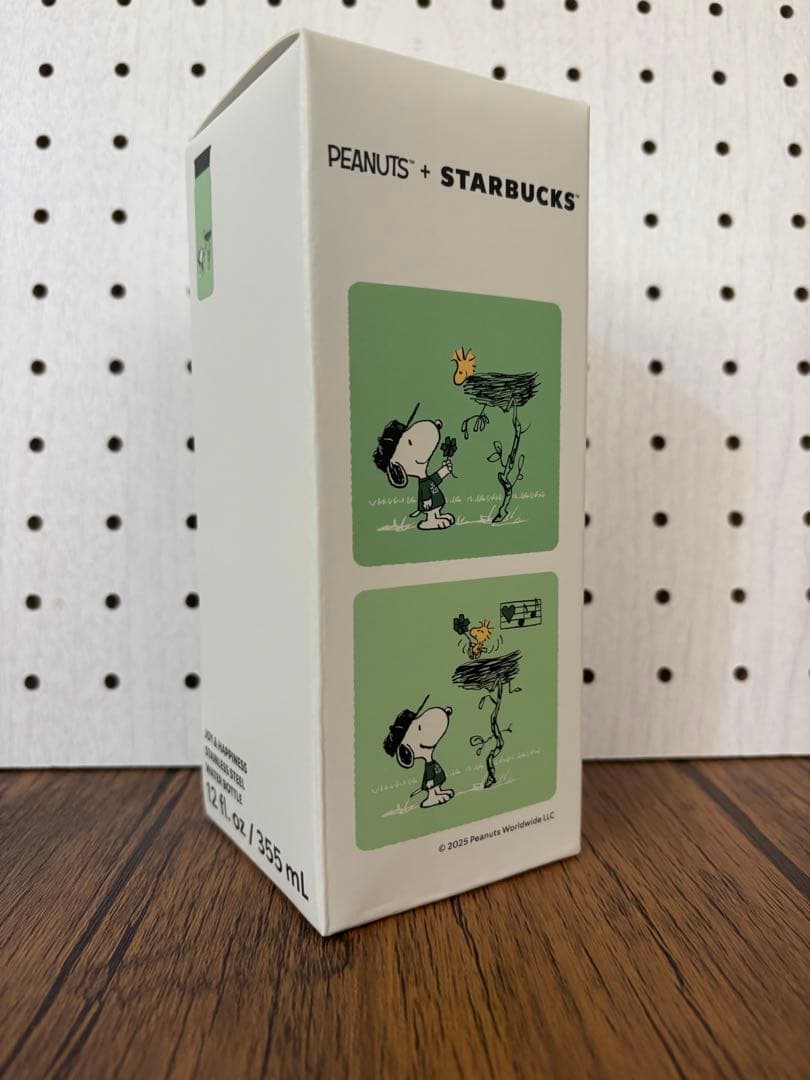 PEANUTS™ + STARBUCKS™
JOY & HAPPINESS
STAINLESS STEEL
WATER BOTTLE
12 fl. oz / 355 mL
© 2025 Peanuts Worldwide LLC